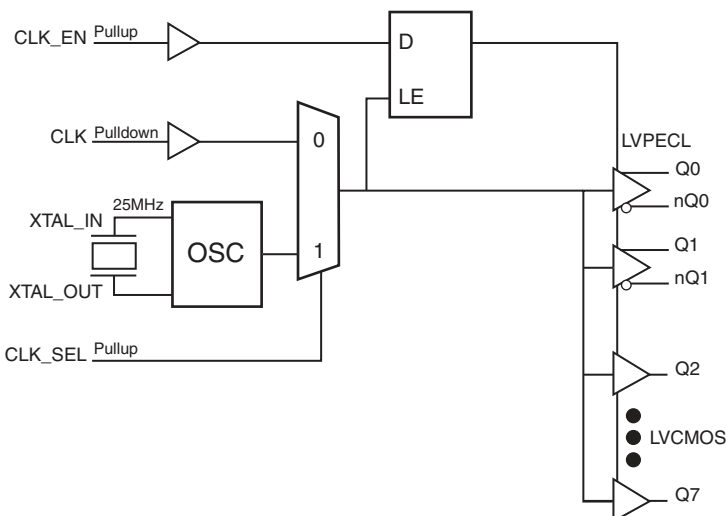 CLK_EN Pullup
D
LE
CLK Pulldown
0
LVPECL
Q0
nQ0
25MHz
XTAL_IN
OSC
1
Q1
nQ1
XTAL_OUT
CLK_SEL Pullup
Q2
LVCMOS
Q7